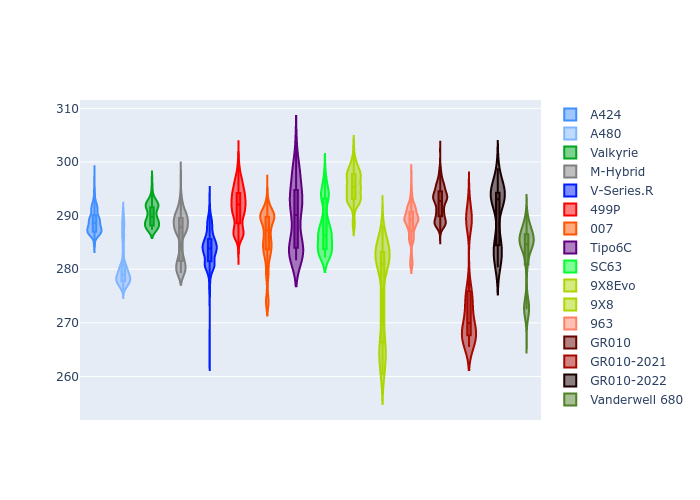 310
300
290
280
270
260
A424
A480
Valkyrie
M-Hybrid
V-Series.R
499P
007
Tipo6C
SC63
9X8Evo
9X8
963
GR010
GR010-2021
GR010-2022
Vanderwell 680